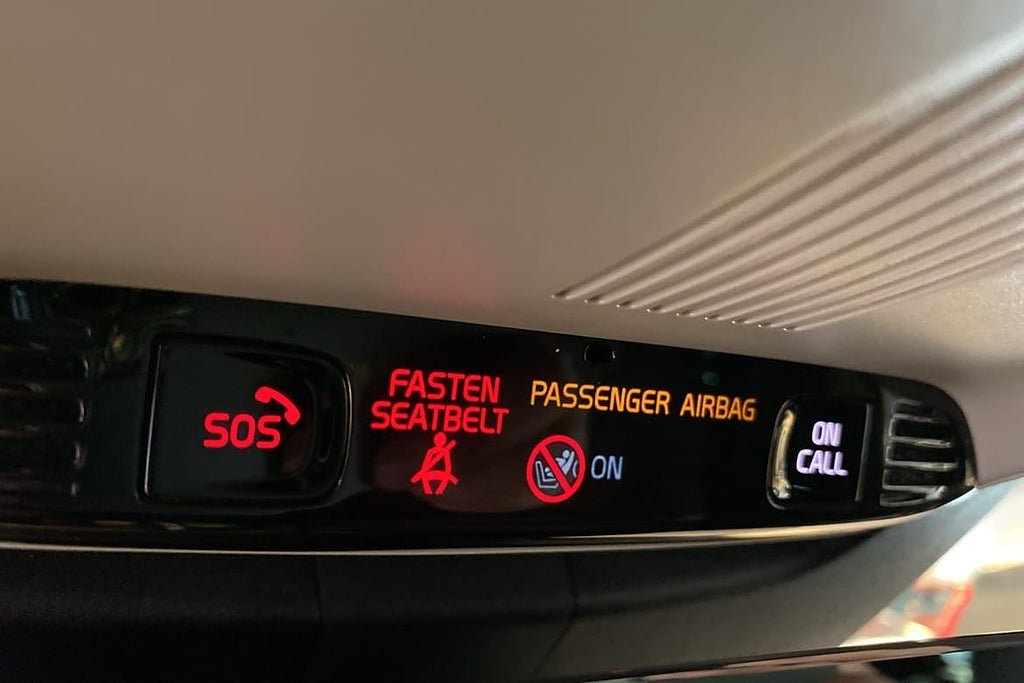 SOS
FASTEN
SEATBELT
PASSENGER AIRBAG
ON
ON
CALL